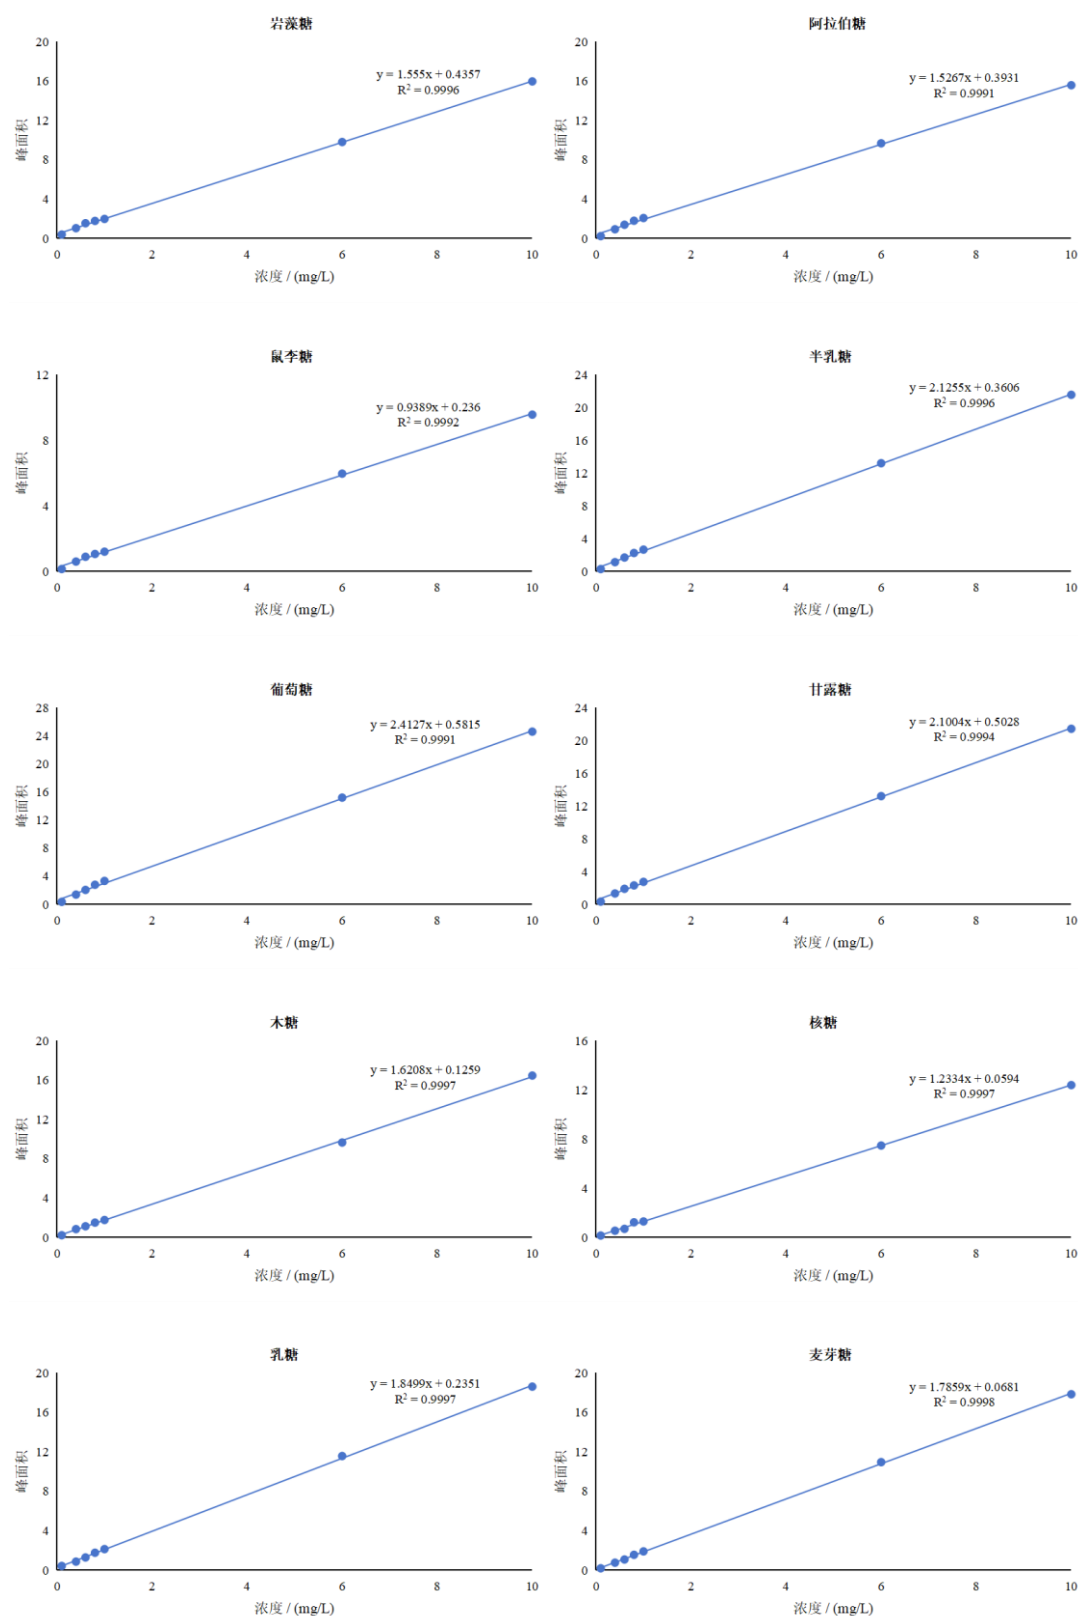 岩藻糖
20
16
12
8
4
0
峰面积
y = 1.555x + 0.4357
R² = 0.9996
0 2 4 6 8 10
浓度 / (mg/L)
阿拉伯糖
20
16
12
8
4
0
峰面积
y = 1.5267x + 0.3931
R² = 0.9991
0 2 4 6 8 10
浓度 / (mg/L)
鼠李糖
12
8
4
0
峰面积
y = 0.9389x + 0.236
R² = 0.9992
0 2 4 6 8 10
浓度 / (mg/L)
半乳糖
24
20
16
12
8
4
0
峰面积
y = 2.1255x + 0.3606
R² = 0.9996
0 2 4 6 8 10
浓度 / (mg/L)
葡萄糖
28
24
20
16
12
8
4
0
峰面积
y = 2.4127x + 0.5815
R² = 0.9991
0 2 4 6 8 10
浓度 / (mg/L)
甘露糖
24
20
16
12
8
4
0
峰面积
y = 2.1004x + 0.5028
R² = 0.9994
0 2 4 6 8 10
浓度 / (mg/L)
木糖
20
16
12
8
4
0
峰面积
y = 1.6208x + 0.1259
R² = 0.9997
0 2 4 6 8 10
浓度 / (mg/L)
核糖
16
12
8
4
0
峰面积
y = 1.2334x + 0.0594
R² = 0.9997
0 2 4 6 8 10
浓度 / (mg/L)
乳糖
20
16
12
8
4
0
峰面积
y = 1.8499x + 0.2351
R² = 0.9997
0 2 4 6 8 10
浓度 / (mg/L)
麦芽糖
20
16
12
8
4
0
峰面积
y = 1.7859x + 0.0681
R² = 0.9998
0 2 4 6 8 10
浓度 / (mg/L)